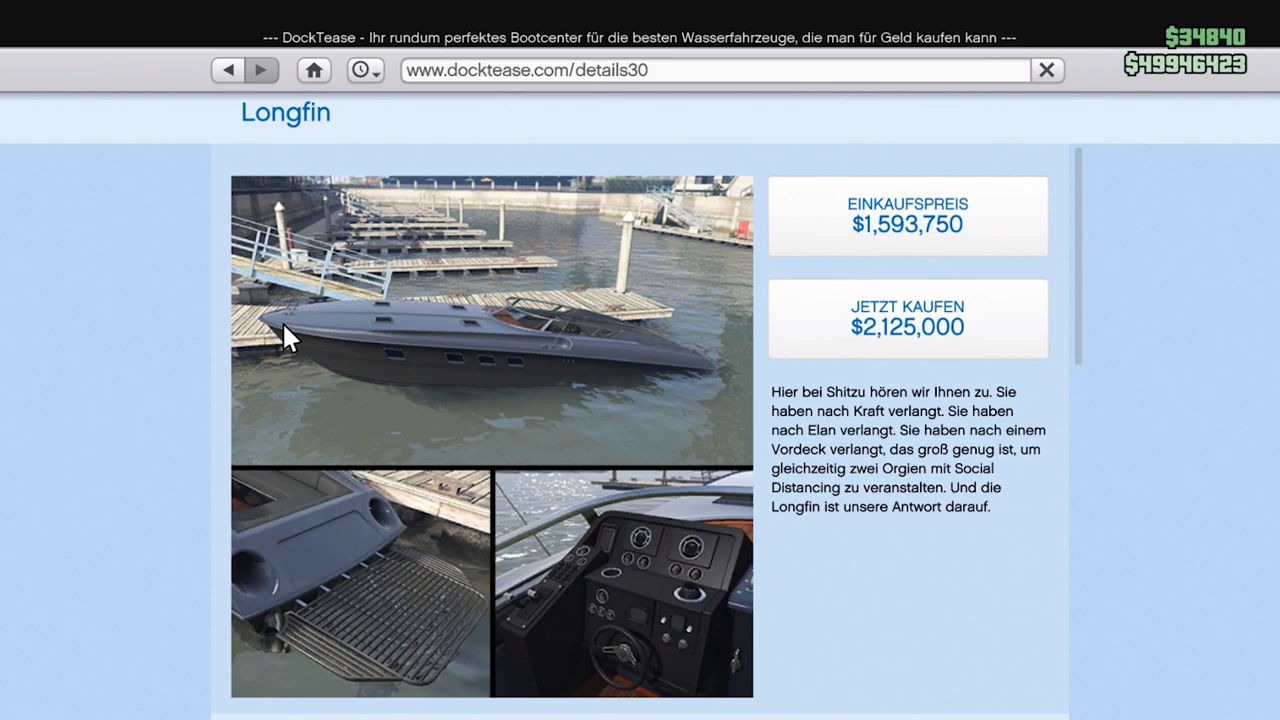 --- DockTease - Ihr rundum perfektes Bootcenter für die besten Wasserfahrzeuge, die man für Geld kaufen kann ---
$34840
$49946423
www.docktease.com/details30
Longfin
EINKAUFSPREIS
$1,593,750
JETZT KAUFEN
$2,125,000
Hier bei Shitzu hören wir Ihnen zu. Sie
haben nach Kraft verlangt. Sie haben
nach Elan verlangt. Sie haben nach einem
Vordeck verlangt, das groß genug ist, um
gleichzeitig zwei Orgien mit Social
Distancing zu veranstalten. Und die
Longfin ist unsere Antwort darauf.